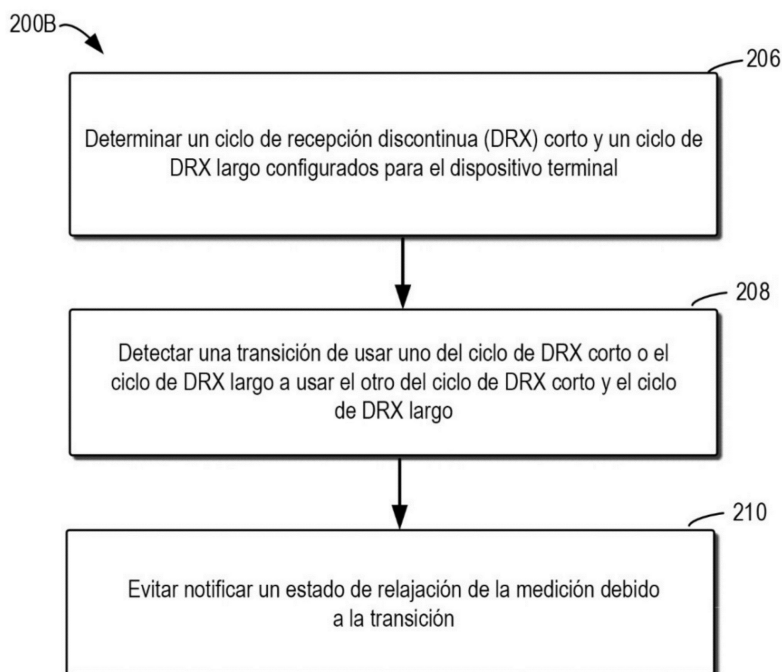 200B
206
Determinar un ciclo de recepción discontinua (DRX) corto y un ciclo de
DRX largo configurados para el dispositivo terminal
208
Detectar una transición de usar uno del ciclo de DRX corto o el
ciclo de DRX largo a usar el otro del ciclo de DRX corto y el ciclo
de DRX largo
210
Evitar notificar un estado de relajación de la medición debido
a la transición